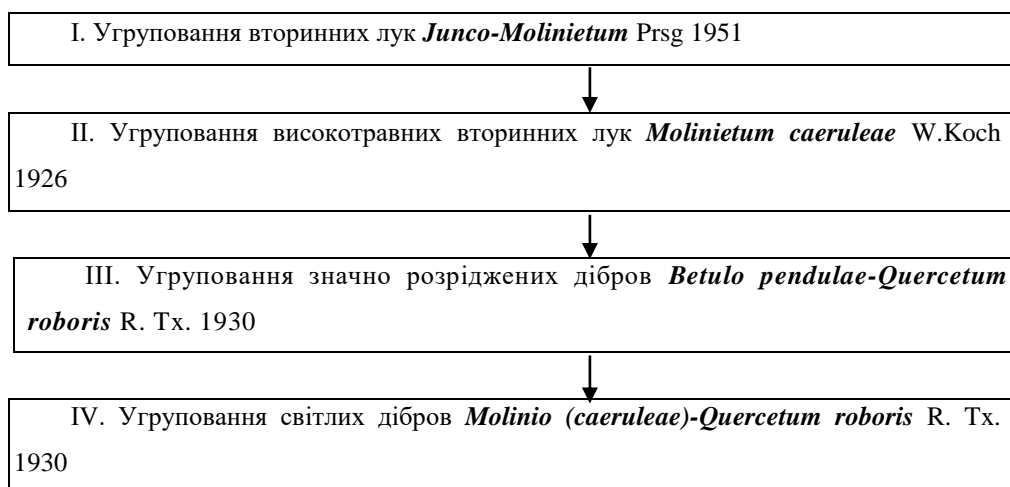 I. Угруповання вторинних лук Junco-Molinietum Prsg 1951
II. Угруповання високотравних вторинних лук Molinietum caeruleae W.Koch
1926
III. Угруповання значно розріджених дібров Betulo pendulae-Quercetum
roboris R. Tx. 1930
IV. Угруповання світлих дібров Molinio (caeruleae)-Quercetum roboris R. Tx.
1930